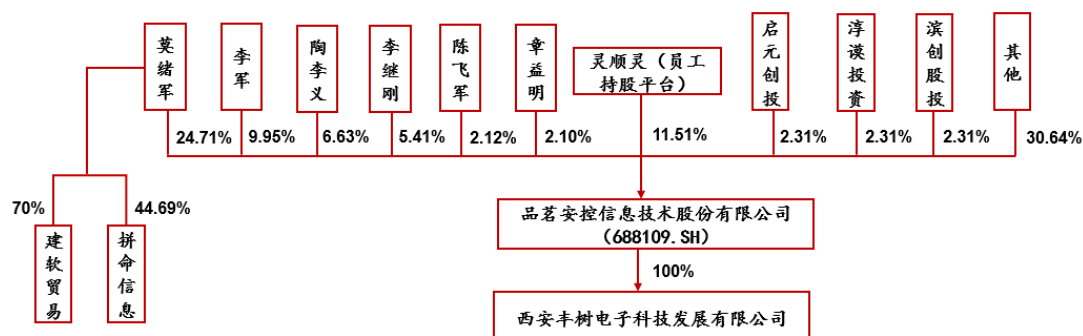 莫绪军
李军
陶李义
李继刚
陈飞军
章益明
灵顺灵（员工
持股平台）
启元创投
淳谟投资
滨创股投
其他
24.71%
9.95%
6.63%
5.41%
2.12%
2.10%
11.51%
2.31%
2.31%
2.31%
30.64%
70%
44.69%
建软贸易
拼命信息
品茗安控信息技术股份有限公司
（688109.SH）
100%
西安丰树电子科技发展有限公司